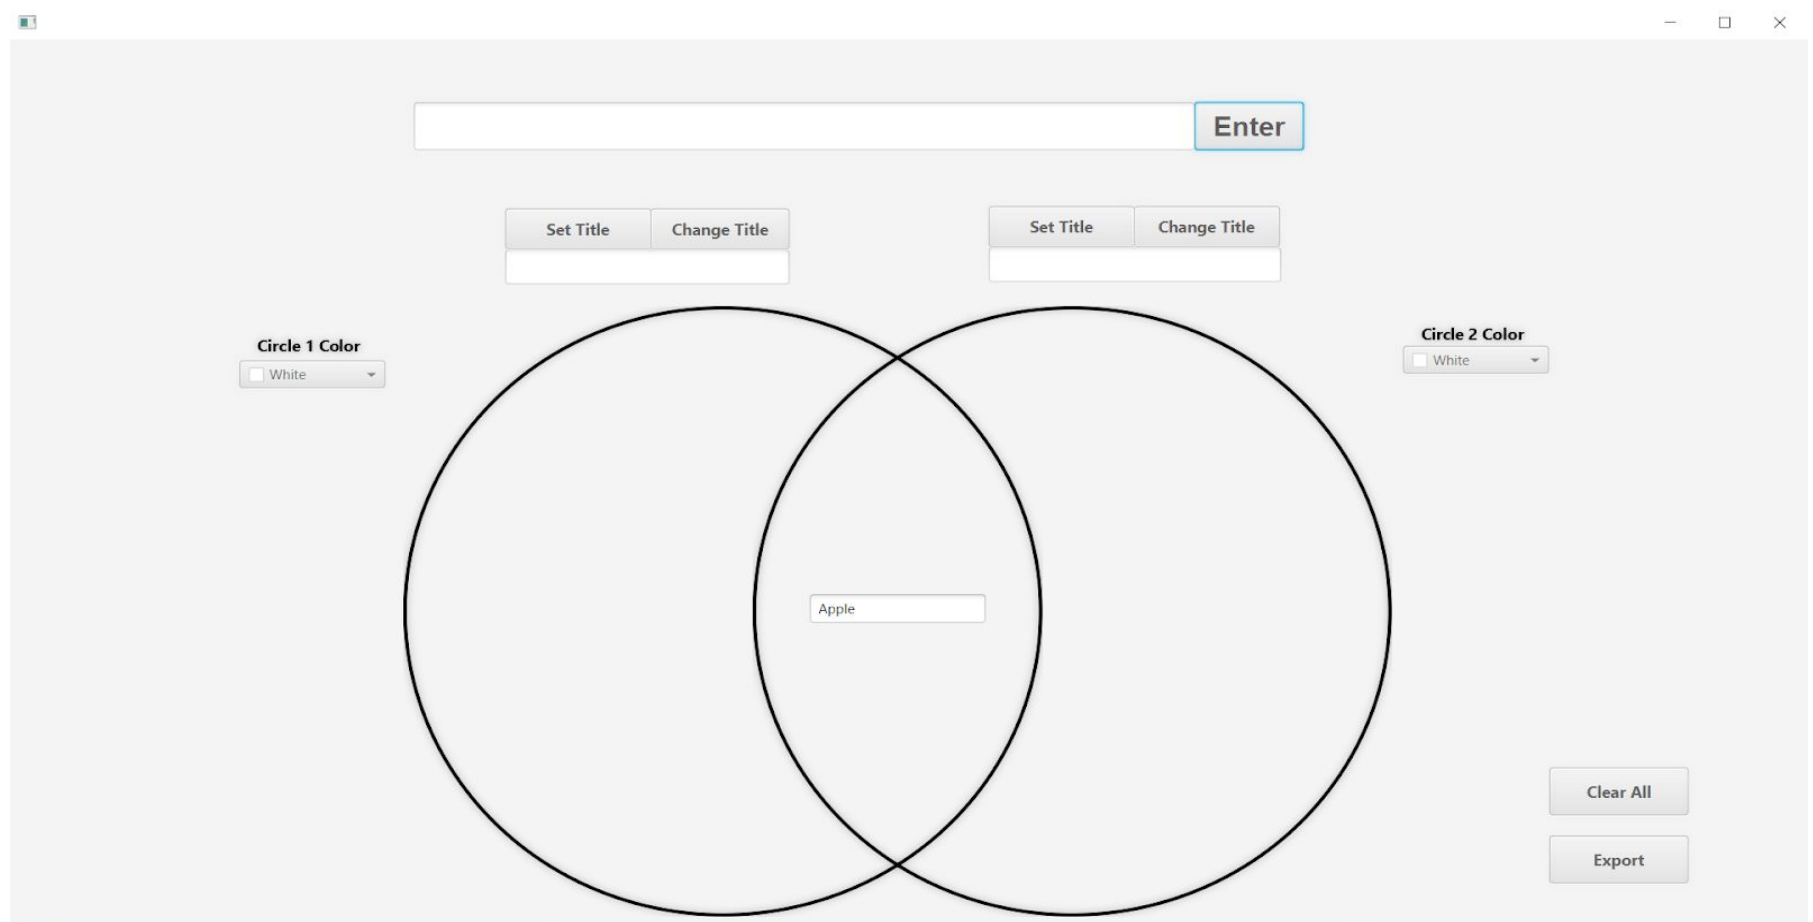 Enter
Set Title Change Title
Set Title Change Title
Circle 1 Color
White
Circle 2 Color
White
Apple
Clear All
Export